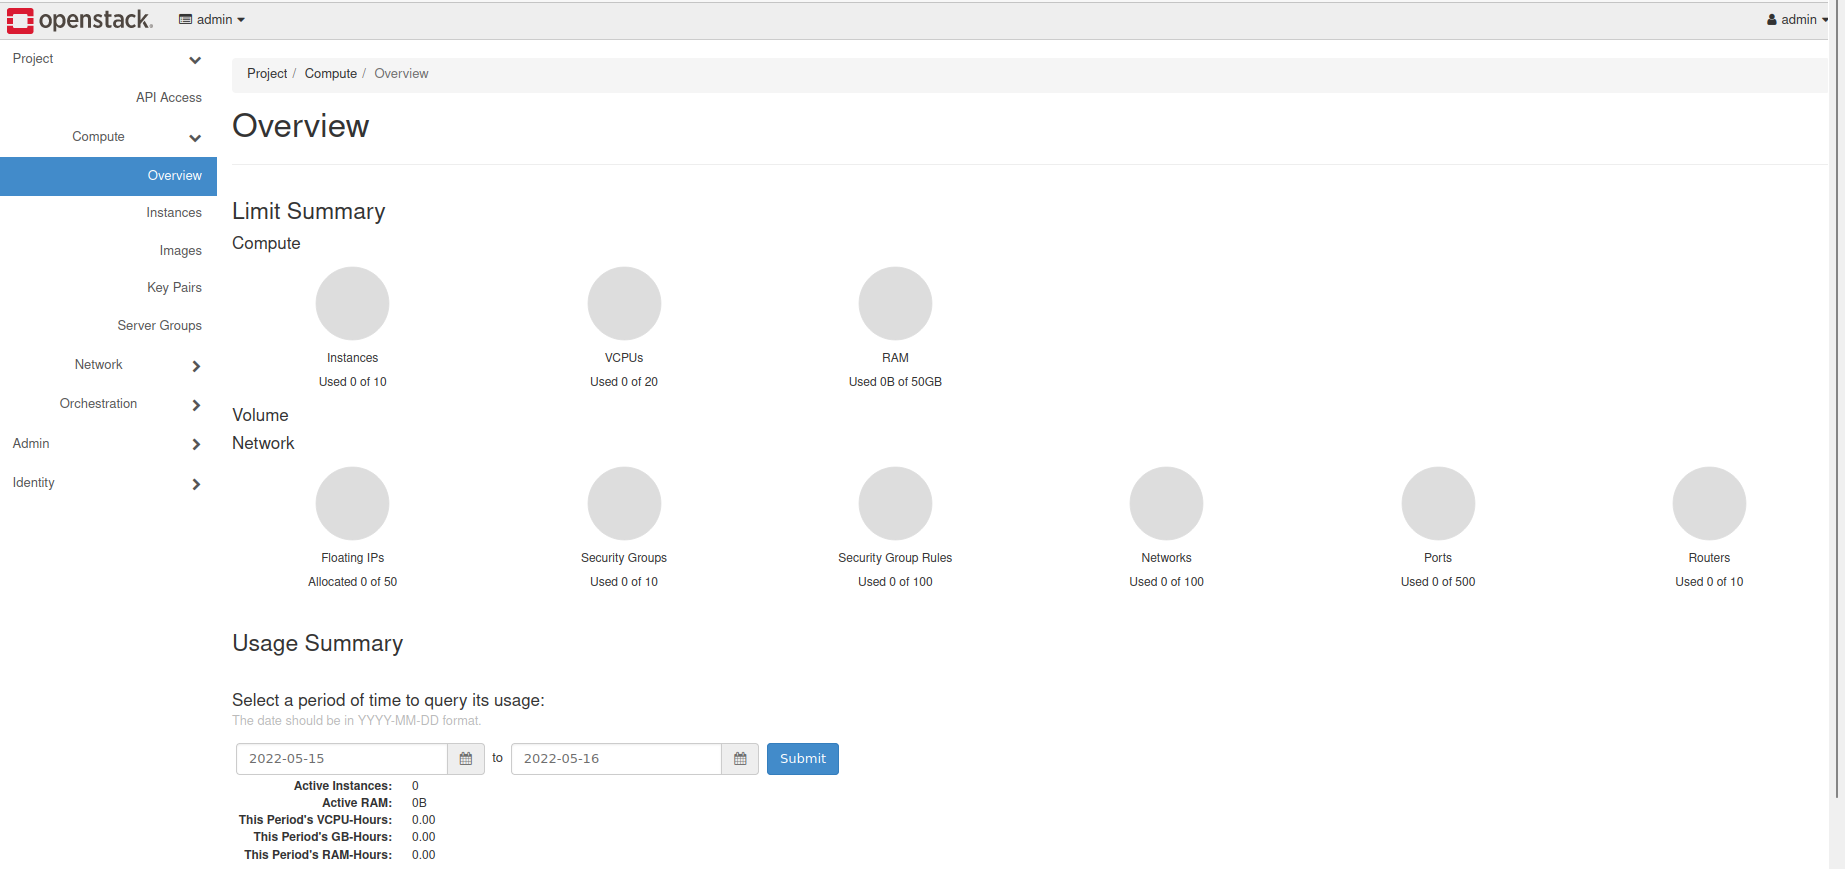 openstack.
admin
admin
Project
API Access
Compute
Overview
Instances
Images
Key Pairs
Server Groups
Network
Orchestration
Admin
Identity
Project / Compute / Overview
Overview
Limit Summary
Compute
Instances
Used 0 of 10
VCPUs
Used 0 of 20
RAM
Used 0B of 50GB
Volume
Network
Floating IPs
Allocated 0 of 50
Security Groups
Used 0 of 10
Security Group Rules
Used 0 of 100
Networks
Used 0 of 100
Ports
Used 0 of 500
Routers
Used 0 of 10
Usage Summary
Select a period of time to query its usage:
The date should be in YYYY-MM-DD format.
2022-05-15 to 2022-05-16 Submit
Active Instances: 0
Active RAM: 0B
This Period's VCPU-Hours: 0.00
This Period's GB-Hours: 0.00
This Period's RAM-Hours: 0.00